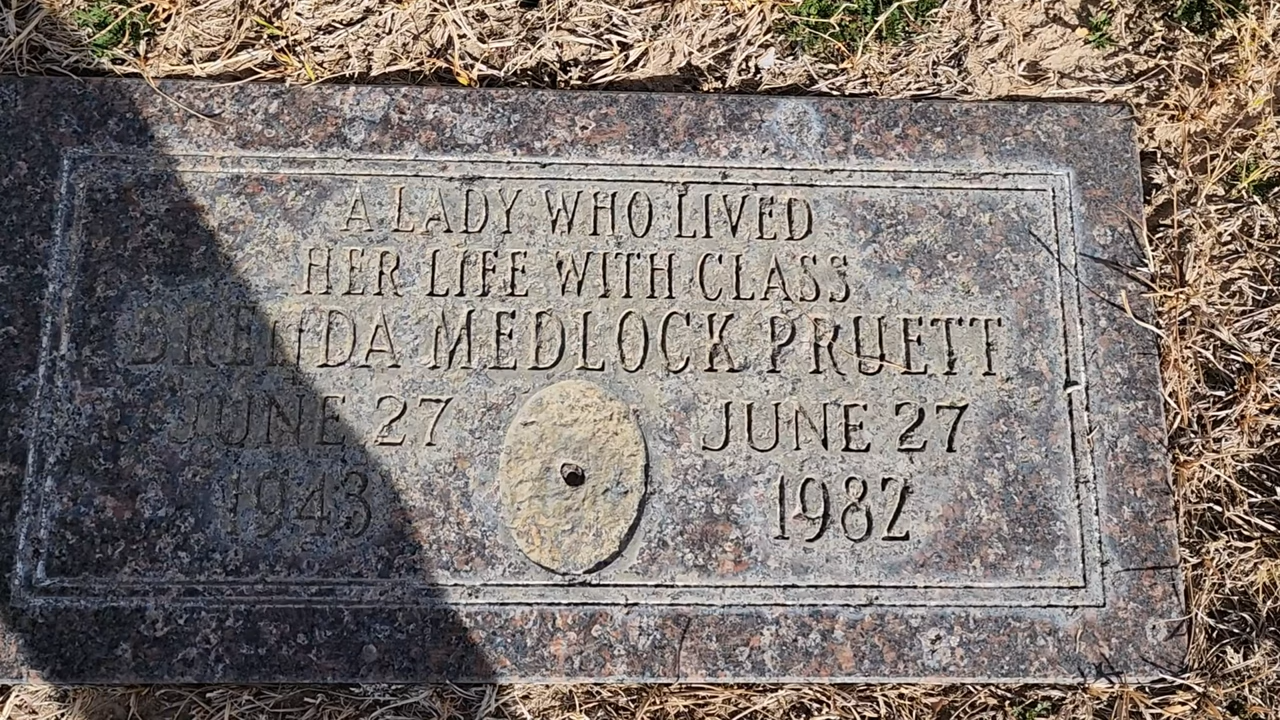 A LADY WHO LIVED
HER LIFE WITH CLASS
BRENDA MEDLOCK PRUETT
JUNE 27 JUNE 27
1943 1982